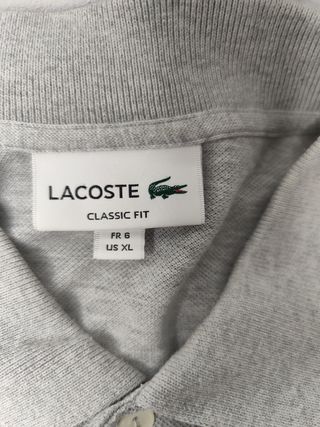 LACOSTE
CLASSIC FIT
FR 6
US XL